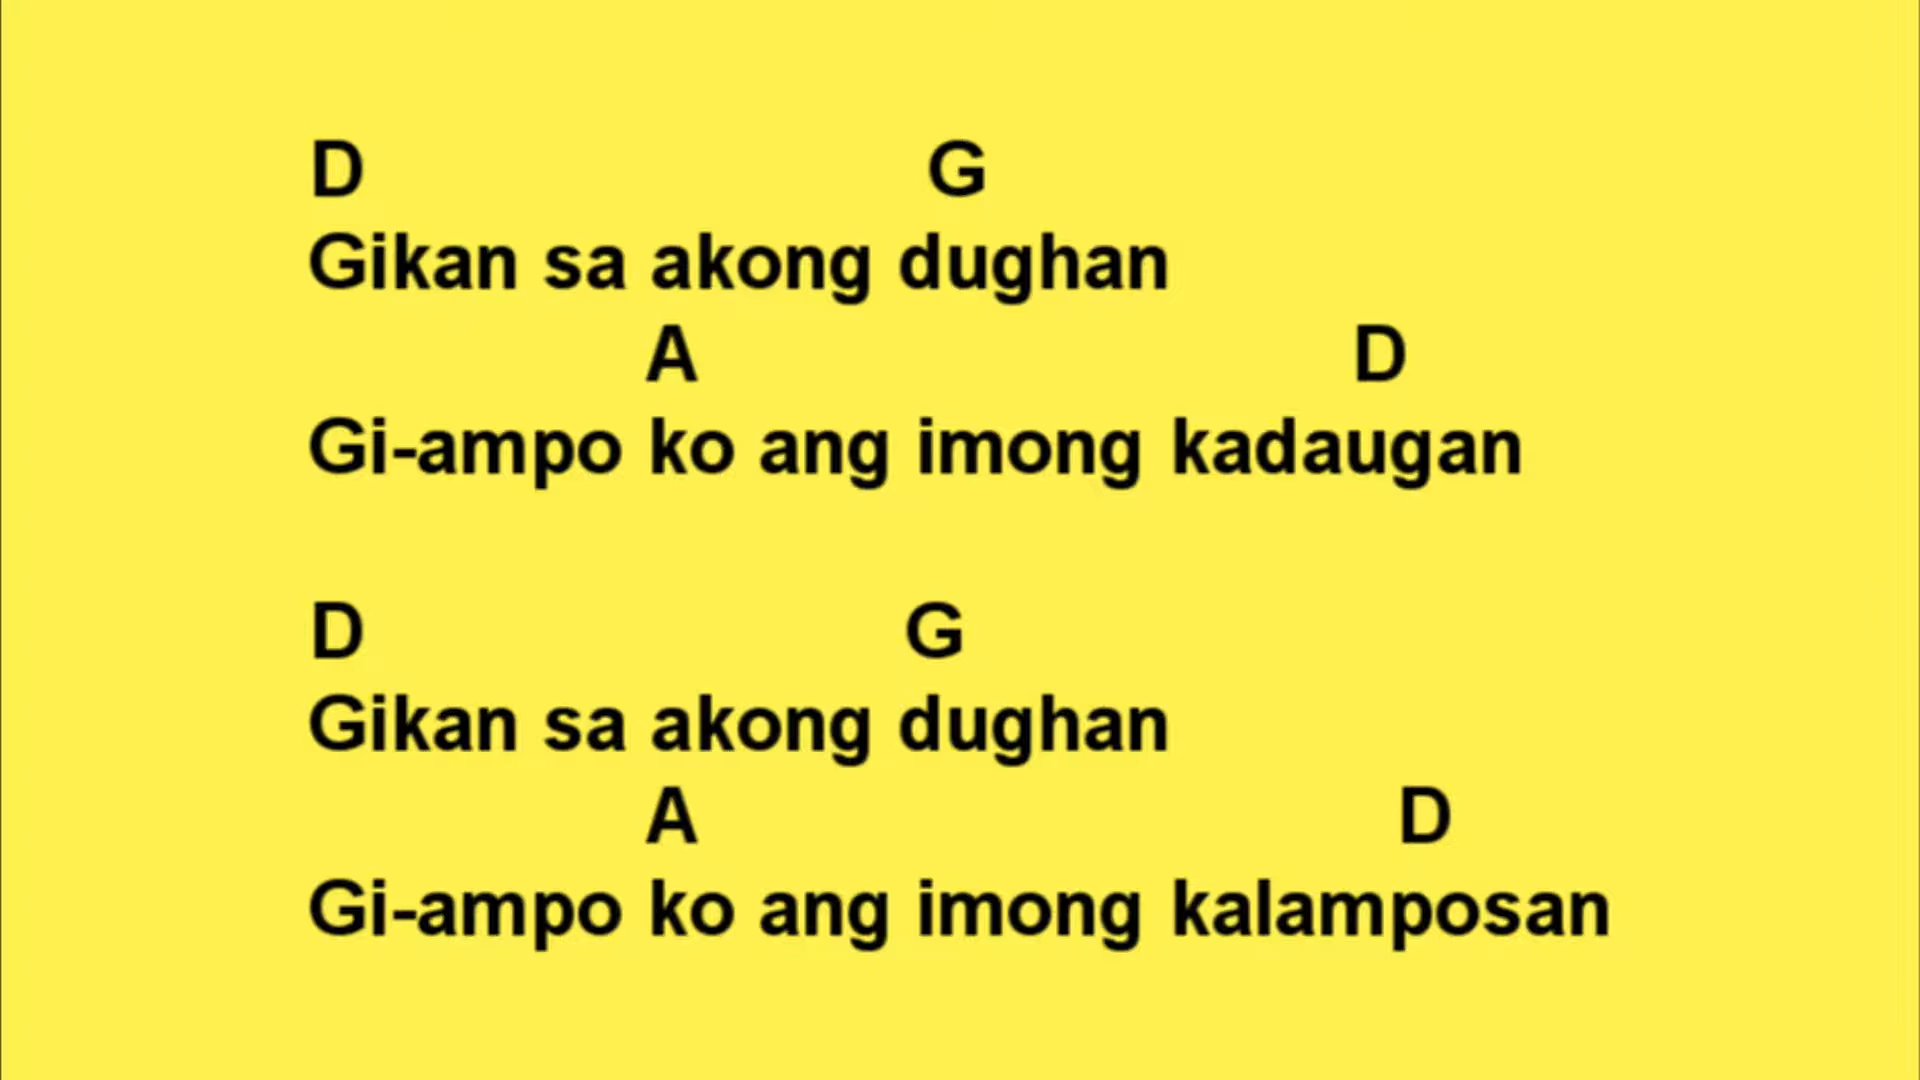 D G
Gikan sa akong dughan
A D
Gi-ampo ko ang imong kadaugan
D G
Gikan sa akong dughan
A D
Gi-ampo ko ang imong kalamposan